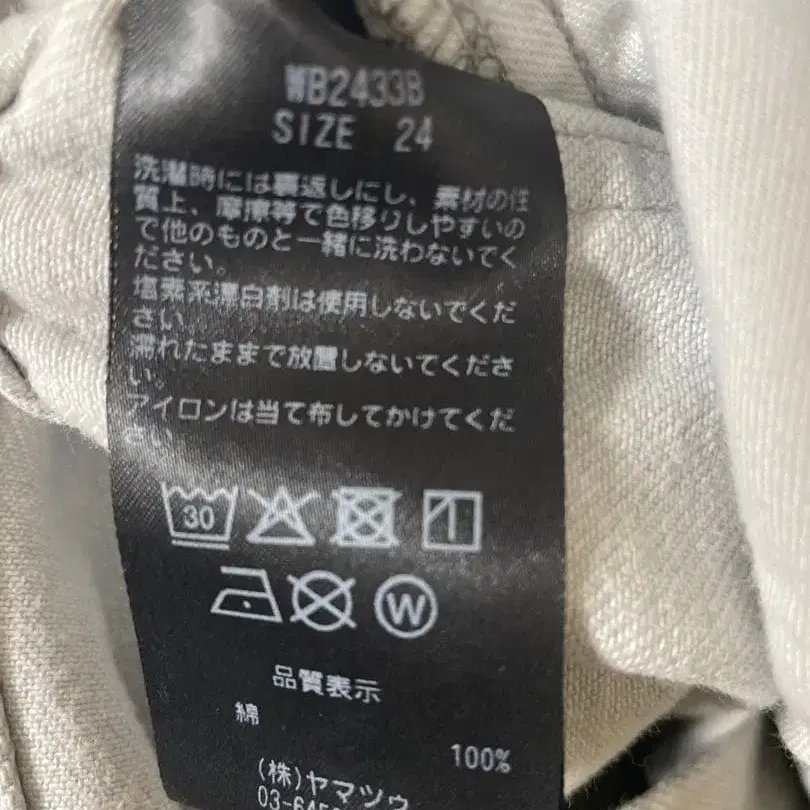 WB2433B
SIZE 24
洗濯時には裏返しにし、素材の性
質上、摩擦等で色移りしやすいの
で他のものと一緒に洗わないでく
ださい。
塩素系漂白剤は使用しないでくだ
さい。
濡れたままで放置しないてくださ
い。
アイロンは当て布してかけてくだ
さい。
30
W
品質表示
綿
100%
(株)ヤマツゥ